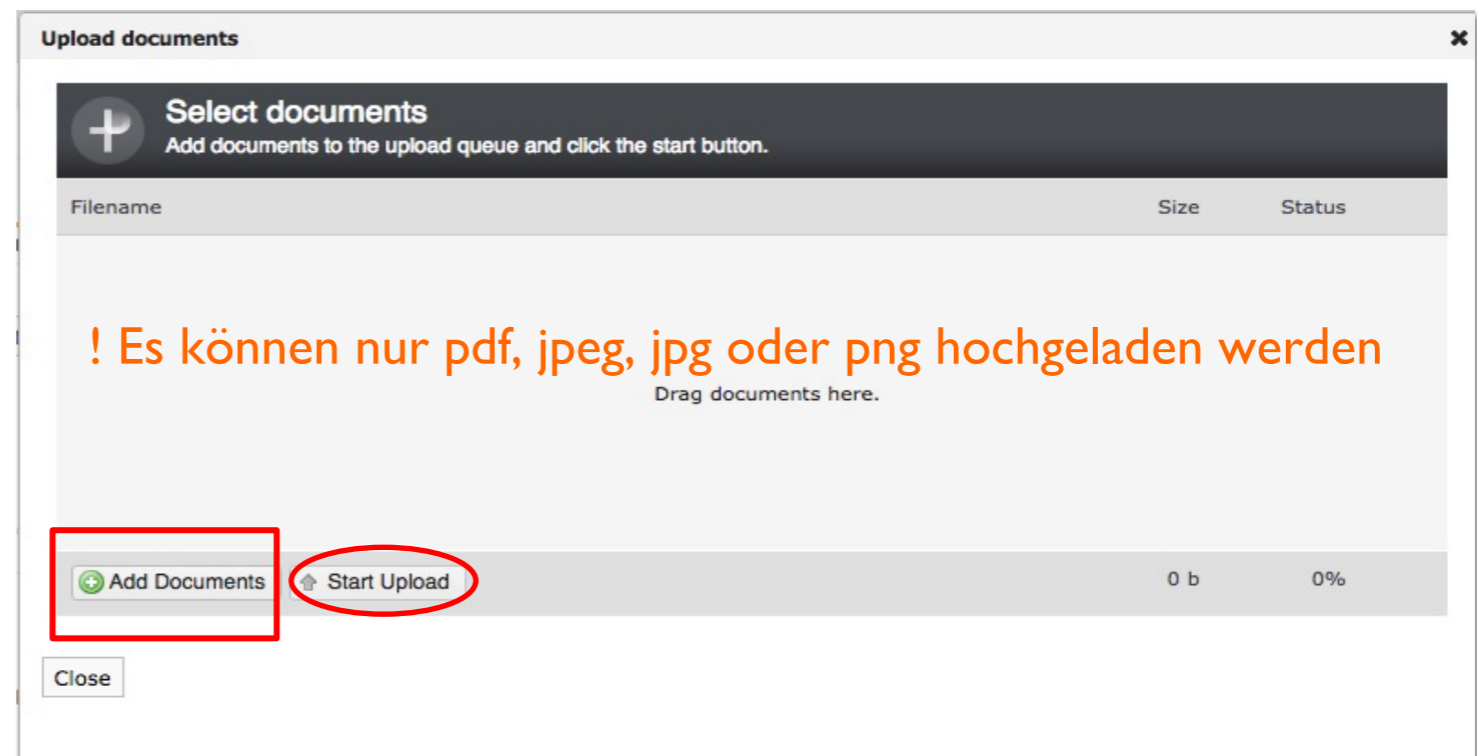 Upload documents
Select documents
Add documents to the upload queue and click the start button.
Filename Size Status
! Es können nur pdf, jpeg, jpg oder png hochgeladen werden
Drag documents here.
Add Documents Start Upload 0 b 0%
Close